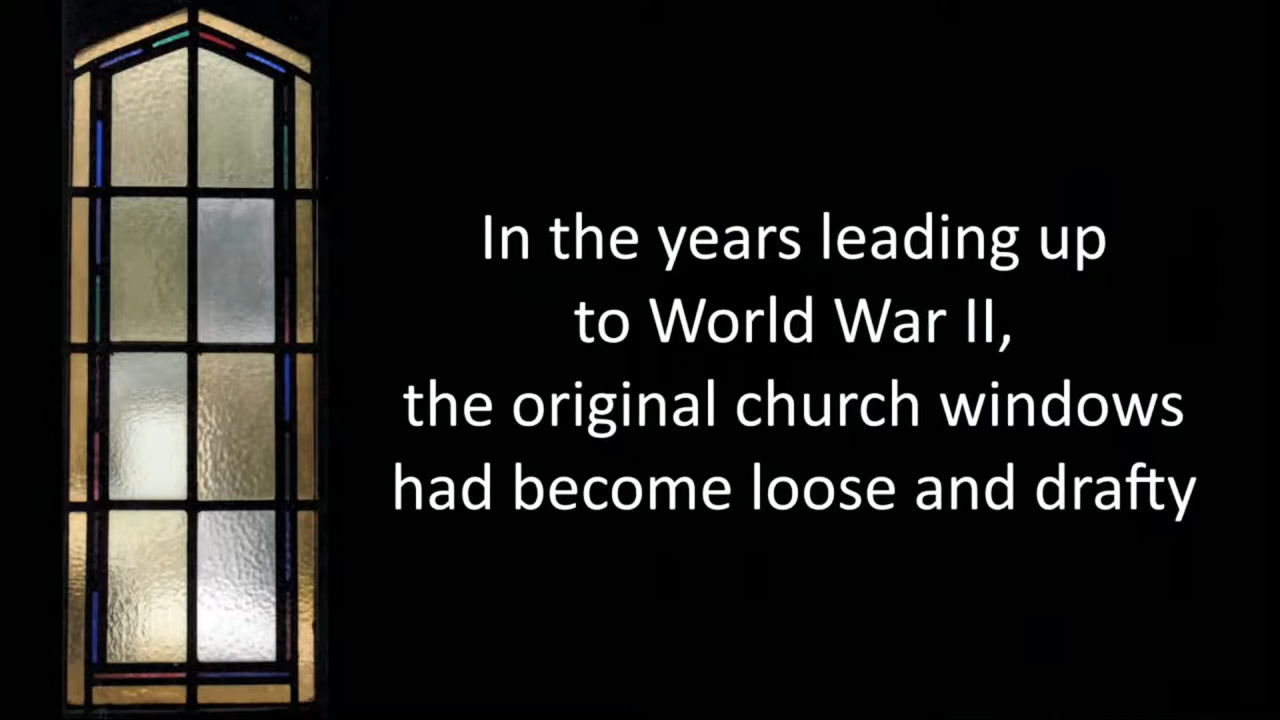 In the years leading up
to World War II,
the original church windows
had become loose and drafty